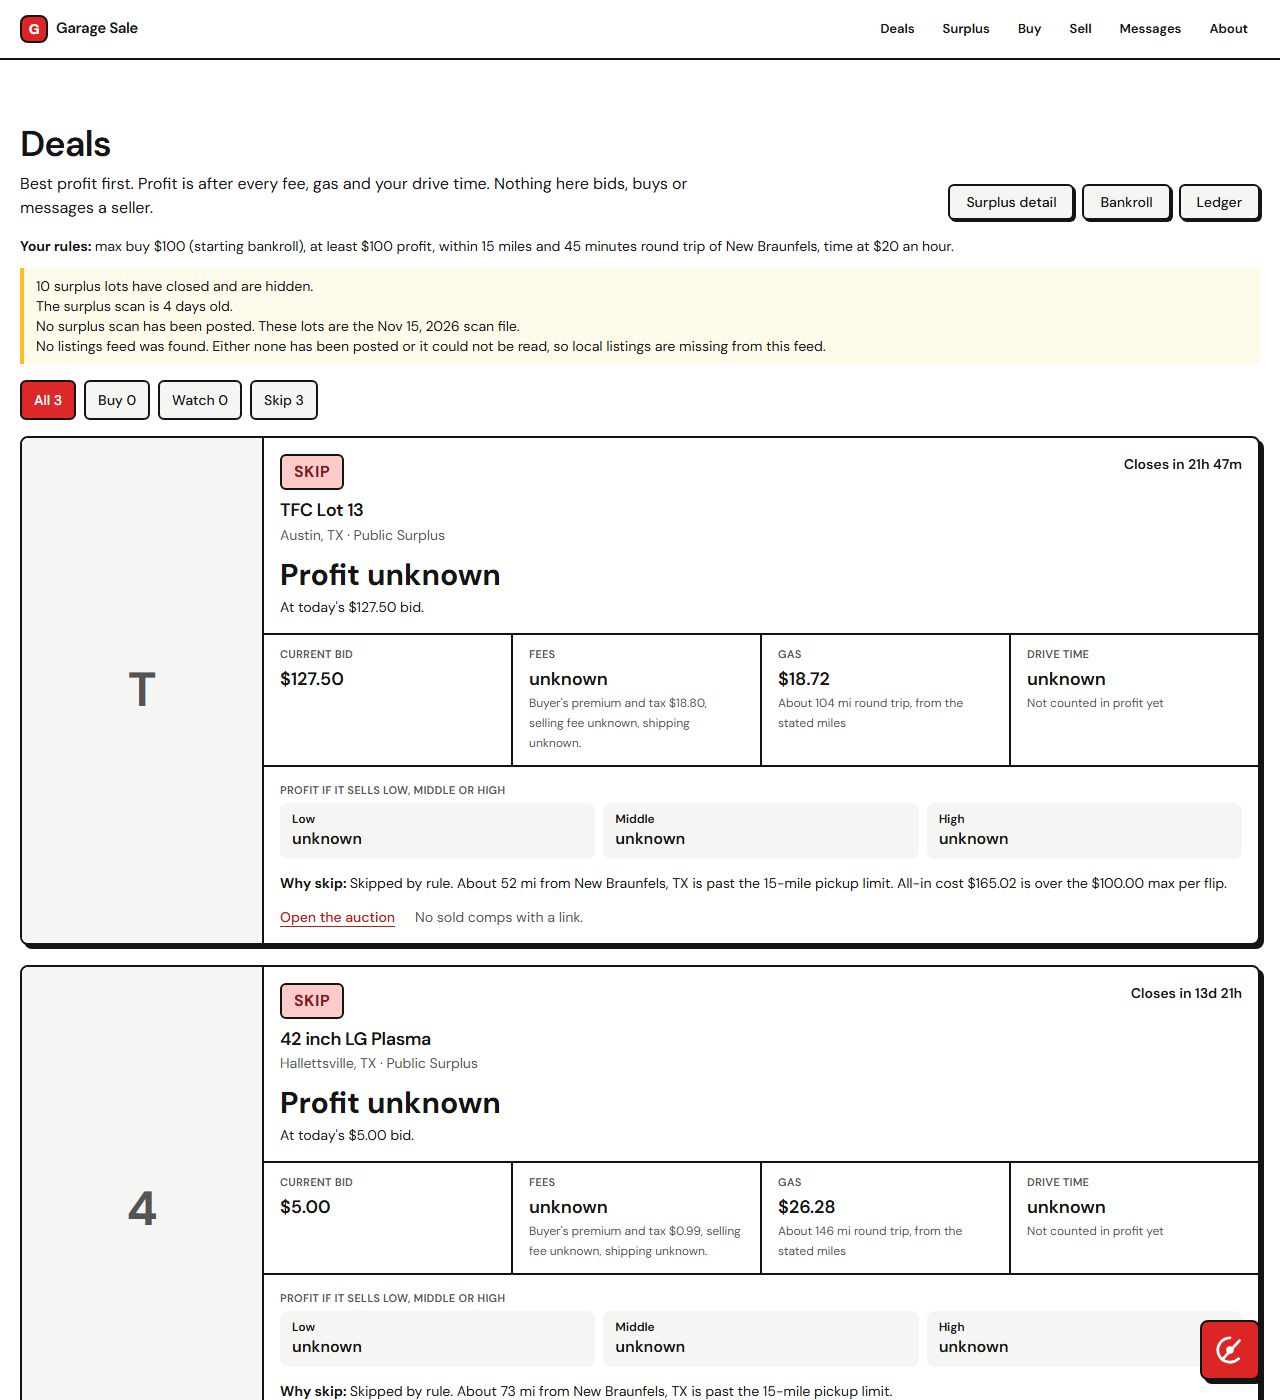 G Garage Sale
Deals Surplus Buy Sell Messages About
Deals
Best profit first. Profit is after every fee, gas and your drive time. Nothing here bids, buys or
messages a seller.
Surplus detail Bankroll Ledger
Your rules: max buy $100 (starting bankroll), at least $100 profit, within 15 miles and 45 minutes round trip of New Braunfels, time at $20 an hour.
10 surplus lots have closed and are hidden.
The surplus scan is 4 days old.
No surplus scan has been posted. These lots are the Nov 15, 2026 scan file.
No listings feed was found. Either none has been posted or it could not be read, so local listings are missing from this feed.
All 3 Buy 0 Watch 0 Skip 3
T
SKIP
Closes in 21h 47m
TFC Lot 13
Austin, TX · Public Surplus
Profit unknown
At today's $127.50 bid.
CURRENT BID
$127.50
FEES
unknown
Buyer's premium and tax $18.80,
selling fee unknown, shipping
unknown.
GAS
$18.72
About 104 mi round trip, from the
stated miles
DRIVE TIME
unknown
Not counted in profit yet
PROFIT IF IT SELLS LOW, MIDDLE OR HIGH
Low
unknown
Middle
unknown
High
unknown
Why skip: Skipped by rule. About 52 mi from New Braunfels, TX is past the 15-mile pickup limit. All-in cost $165.02 is over the $100.00 max per flip.
Open the auction No sold comps with a link.
4
SKIP
Closes in 13d 21h
42 inch LG Plasma
Hallettsville, TX · Public Surplus
Profit unknown
At today's $5.00 bid.
CURRENT BID
$5.00
FEES
unknown
Buyer's premium and tax $0.99, selling
fee unknown, shipping unknown.
GAS
$26.28
About 146 mi round trip, from the
stated miles
DRIVE TIME
unknown
Not counted in profit yet
PROFIT IF IT SELLS LOW, MIDDLE OR HIGH
Low
unknown
Middle
unknown
High
unknown
Why skip: Skipped by rule. About 73 mi from New Braunfels, TX is past the 15-mile pickup limit.